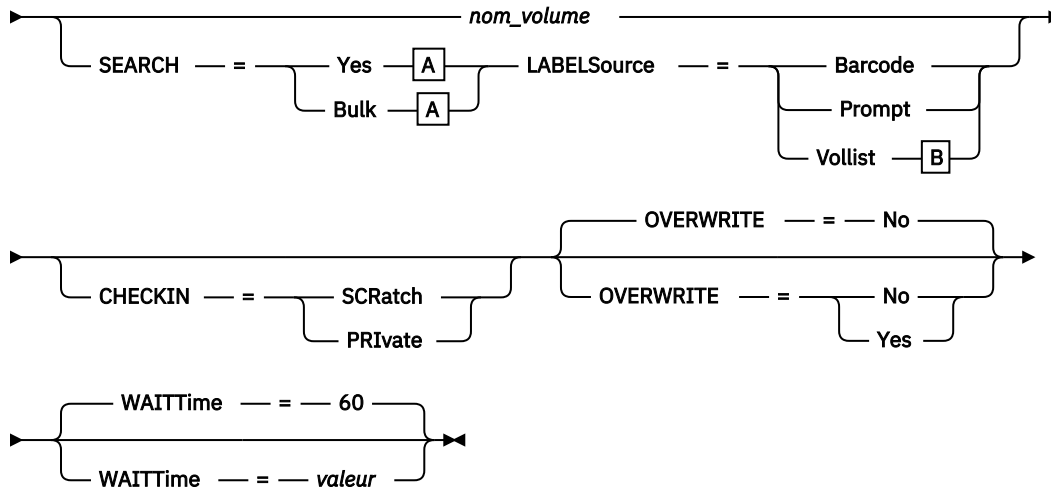 nom_volume
SEARCH = Yes A LABELSource = Barcode
Bulk A Prompt
Vollist B
OVERWRITE = No
CHECKIN = SCRatch OVERWRITE = No
PRIvate Yes
WAITTime = 60
WAITTime = valeur